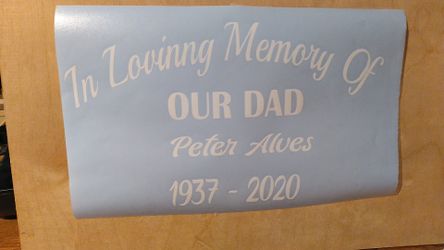 In Lovinng Memory Of
OUR DAD
Peter Alves
1937 - 2020